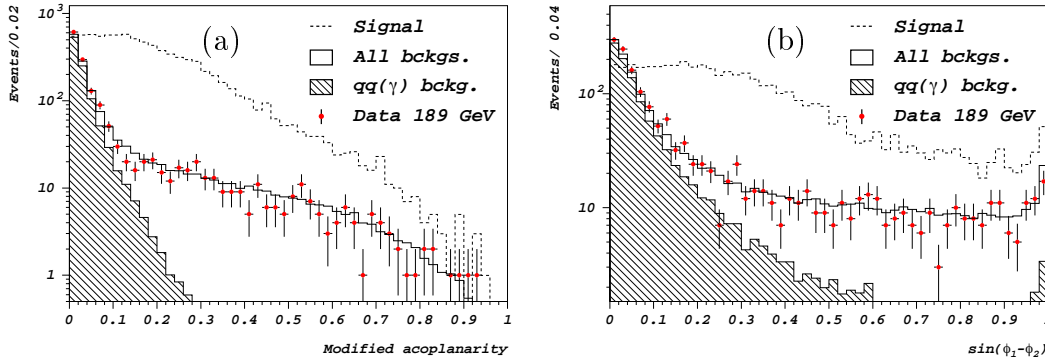 Events/0.02
10³
10²
10
1
(a)
Signal
All bckgs.
qq(γ) bckg.
Data 189 GeV
0 0.1 0.2 0.3 0.4 0.5 0.6 0.7 0.8 0.9 1
Modified acoplanarity
Events/ 0.04
10²
10
(b)
Signal
All bckgs.
qq(γ) bckg.
Data 189 GeV
0 0.1 0.2 0.3 0.4 0.5 0.6 0.7 0.8 0.9
sin(ϕ₁-ϕ₂)